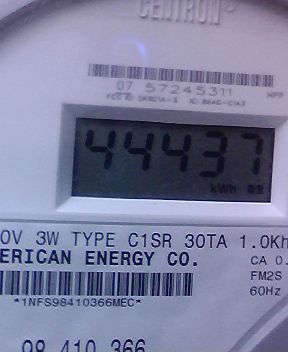 CENTRON
07 57245311
44437
kWh
0V 3W TYPE C1SR 30TA 1.0Kh
ERICAN ENERGY CO.
CA 0.
FM2S
60Hz
*1NFS98410366MEC*
98 410 366